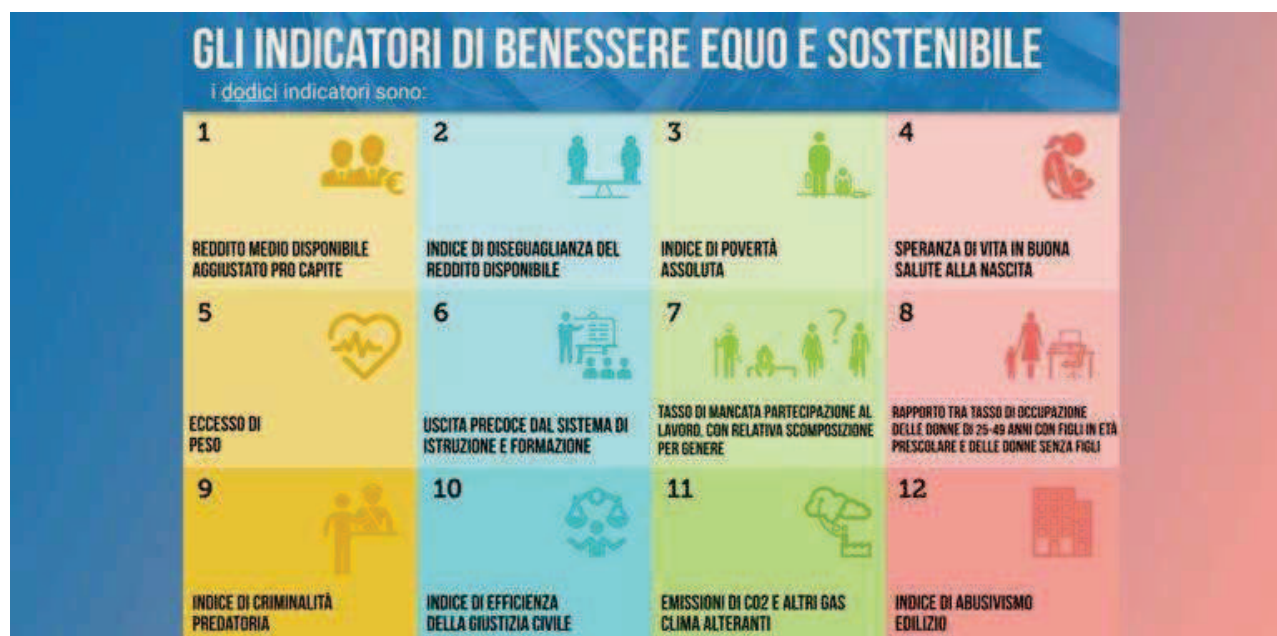 GLI INDICATORI DI BENESSERE EQUO E SOSTENIBILE
i dodici indicatori sono:
1
REDDITO MEDIO DISPONIBILE
AGGIUSTATO PRO CAPITE
2
INDICE DI DISEGUAGLIANZA DEL
REDDITO DISPONIBILE
3
INDICE DI POVERTÀ
ASSOLUTA
4
SPERANZA DI VITA IN BUONA
SALUTE ALLA NASCITA
5
ECCESSO DI
PESO
6
USCITA PRECOCE DAL SISTEMA DI
ISTRUZIONE E FORMAZIONE
7
TASSO DI MANCATA PARTECIPAZIONE AL
LAVORO, CON RELATIVA SCOMPOSIZIONE
PER GENERE
8
RAPPORTO TRA TASSO DI OCCUPAZIONE
DELLE DONNE DI 25-49 ANNI CON FIGLI IN ETÀ
PRESCOLARE E DELLE DONNE SENZA FIGLI
9
INDICE DI CRIMINALITÀ
PREDATORIA
10
INDICE DI EFFICIENZA
DELLA GIUSTIZIA CIVILE
11
EMISSIONI DI CO2 E ALTRI GAS
CLIMA ALTERANTI
12
INDICE DI ABUSIVISMO
EDILIZIO